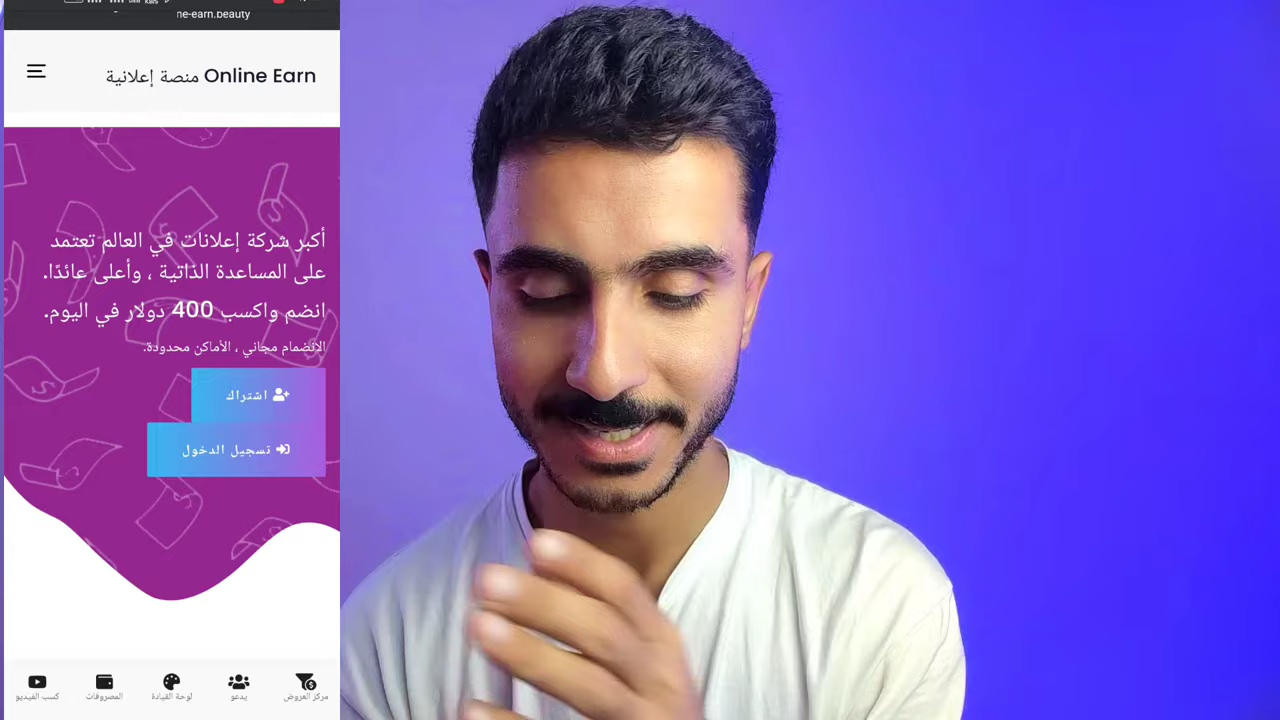 ne-earn.beauty
Online Earn منصة إعلانية
أكبر شركة إعلانات في العالم تعتمد
على المساعدة الذاتية ، وأعلى عائدًا.
انضم واكسب 400 دولار في اليوم.
الانضمام مجاني ، الأماكن محدودة.
اشتراك
تسجيل الدخول
مركز العروض
يدعو
لوحة القيادة
المصروفات
كسب الفيديو